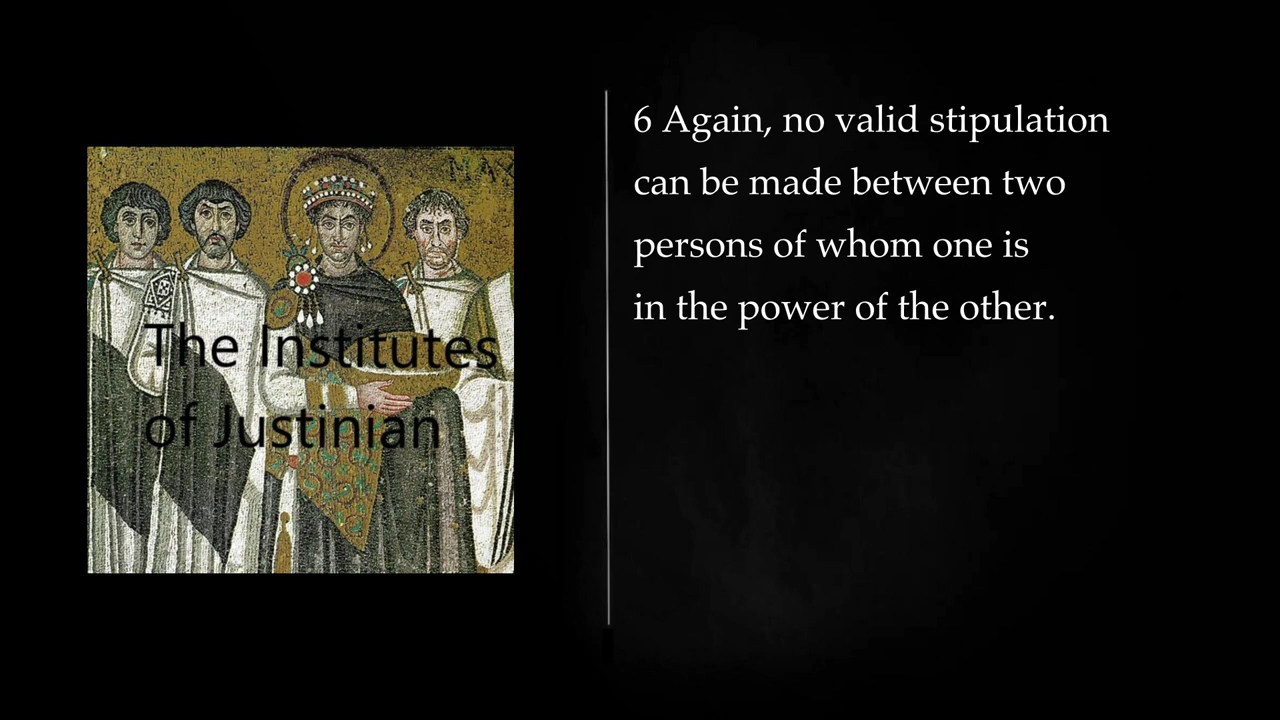 The Institutes
of Justinian
6 Again, no valid stipulation
can be made between two
persons of whom one is
in the power of the other.